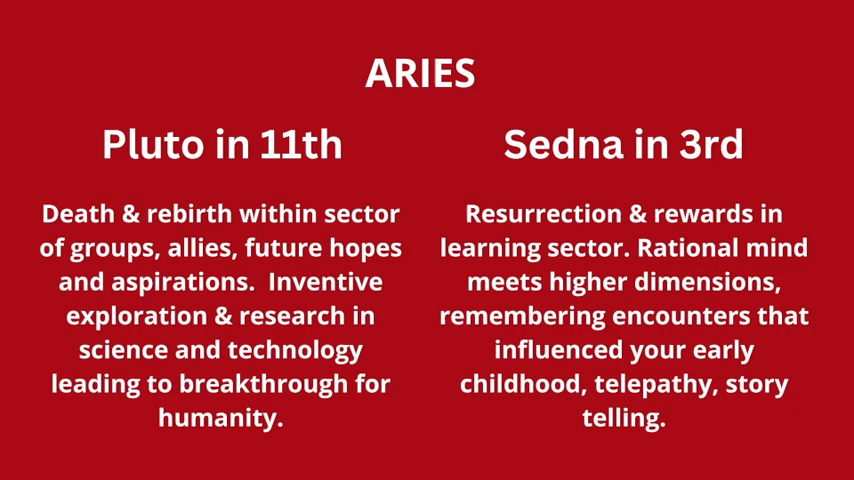 ARIES
Pluto in 11th
Death & rebirth within sector
of groups, allies, future hopes
and aspirations.  Inventive
exploration & research in
science and technology
leading to breakthrough for
humanity.
Sedna in 3rd
Resurrection & rewards in
learning sector. Rational mind
meets higher dimensions,
remembering encounters that
influenced your early
childhood, telepathy, story
telling.